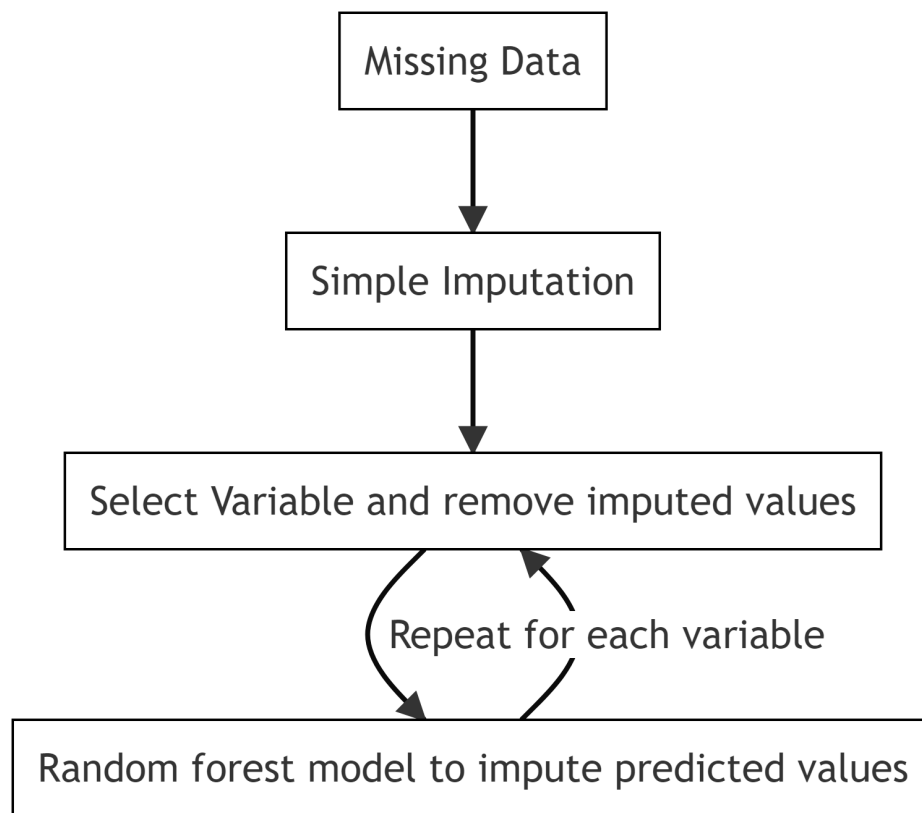 Missing Data
Simple Imputation
Select Variable and remove imputed values
Repeat for each variable
Random forest model to impute predicted values